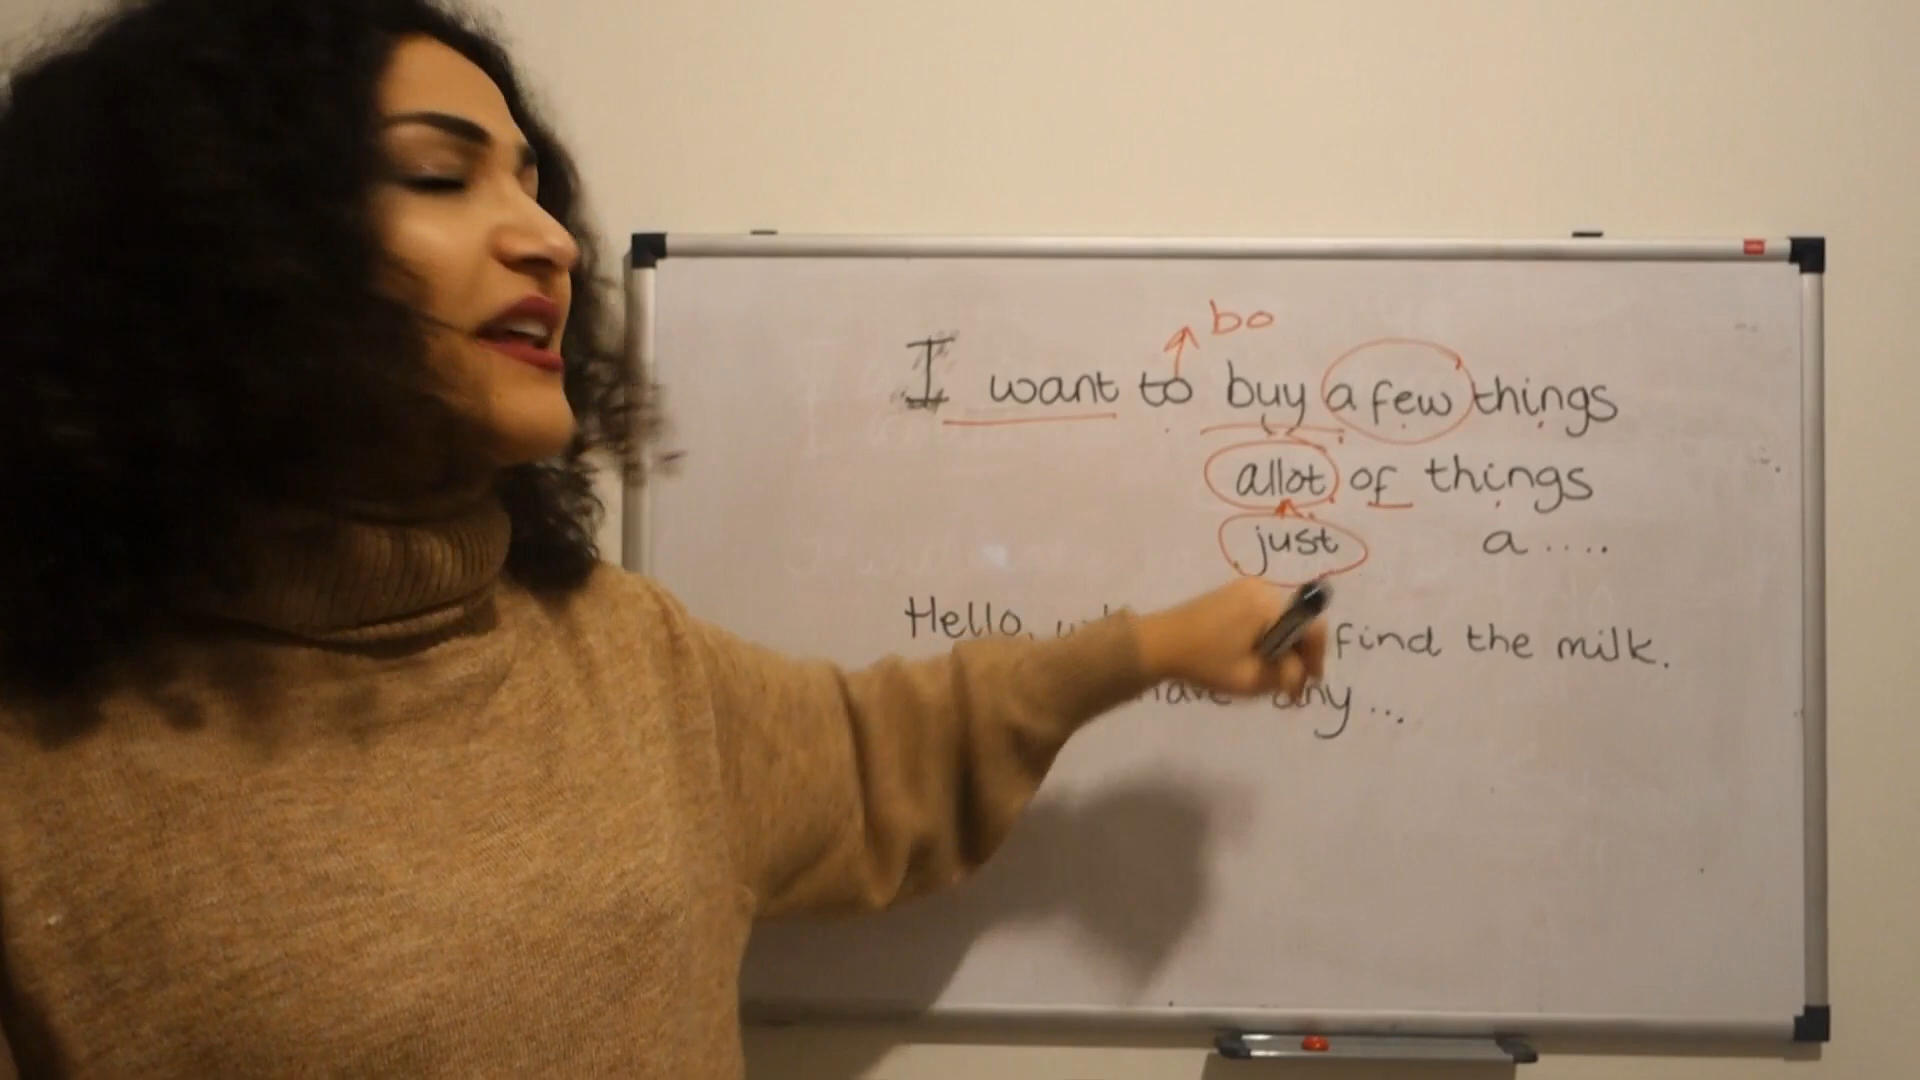 bo
I want to buy a few things
allot of things
just a....
Hello, find the milk.
have any...